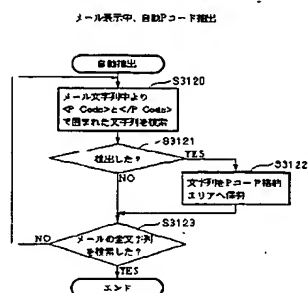 メール表示中、自動Pコード抽出
自動抽出
S3120
メール文字列中より
<P Code>と</P Code>
で囲まれた文字列を検索
S3121
検出した?
YES
NO
S3122
文字列をPコード格納
エリアへ保持
S3123
メールの全文字列
を検索した?
NO
YES
エンド